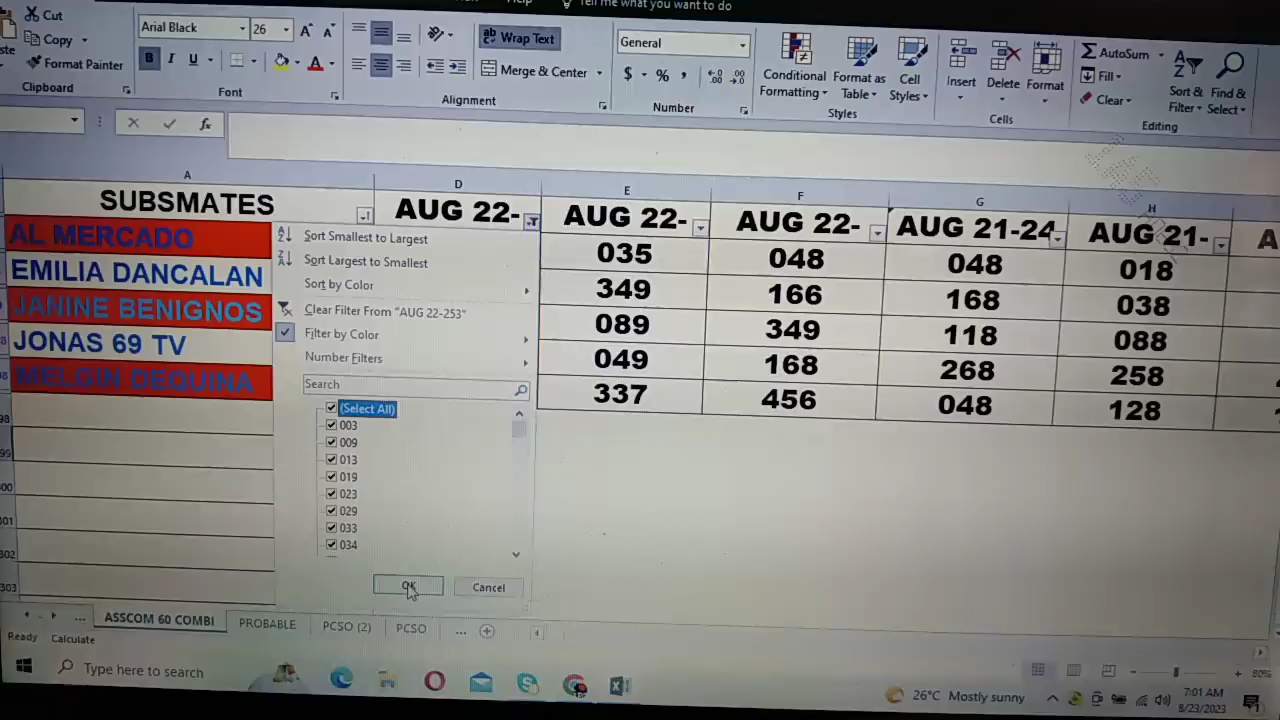 Help
Tell me what you want to do
Cut
Copy
Format Painter
Clipboard
Arial Black
26
B I U
Font
Wrap Text
Merge & Center
Alignment
General
$ % ,
Number
Conditional Formatting
Format as Table
Cell Styles
Styles
Insert
Delete
Format
Cells
AutoSum
Fill
Clear
Sort & Filter
Find & Select
Editing
fx
A D E F G H
SUBSMATES AUG 22- AUG 22- AUG 22- AUG 21-24 AUG 21- A
AL MERCADO 035 048 048 018
EMILIA DANCALAN 349 166 168 038
JANINE BENIGNOS 089 349 118 088
JONAS 69 TV 049 168 268 258
MELGIN DEQUINA 337 456 048 128
Sort Smallest to Largest
Sort Largest to Smallest
Sort by Color
Clear Filter From "AUG 22-253"
Filter by Color
Number Filters
Search
(Select All)
003
009
013
019
023
029
033
034
OK
Cancel
ASSCOM 60 COMBI PROBABLE PCSO (2) PCSO ...
Ready Calculate
80%
Type here to search
26°C Mostly sunny
7:01 AM
8/23/2023